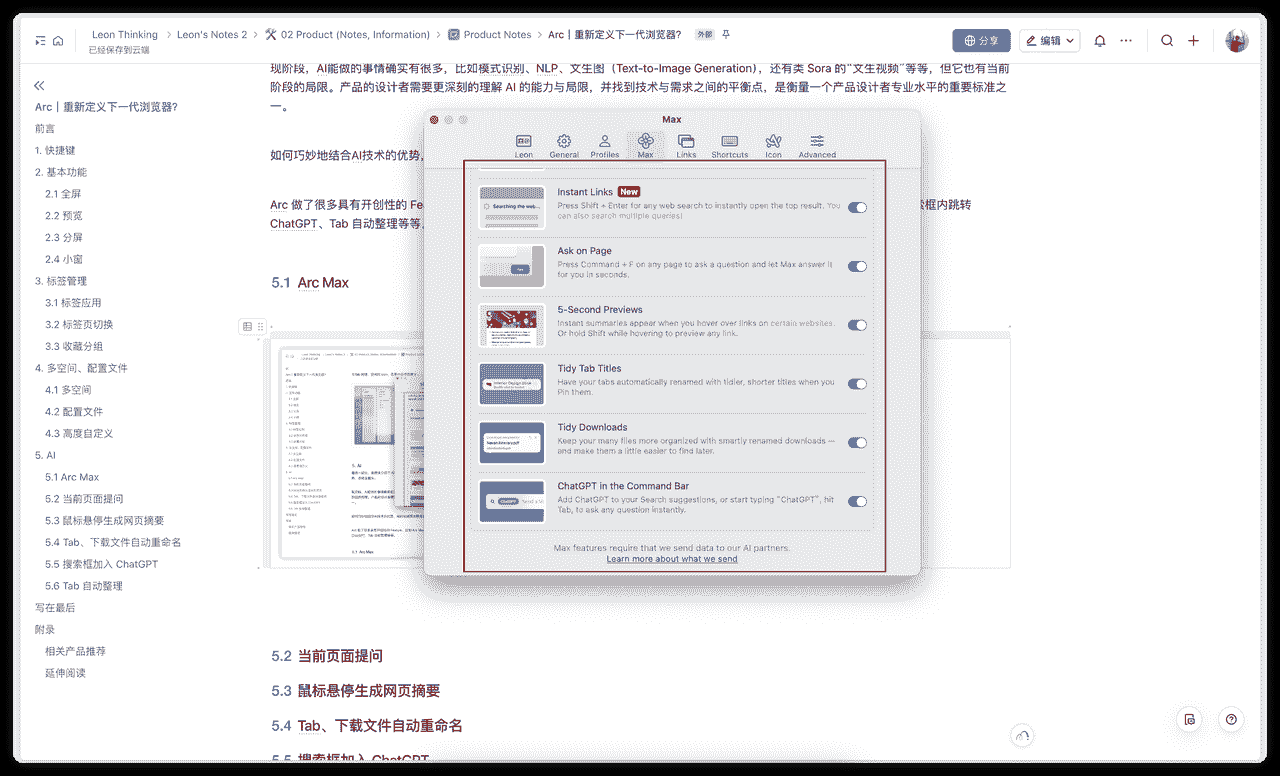 Leon Thinking > Leon's Notes 2 > 02 Product (Notes, Information) > Product Notes > Arc｜重新定义下一代浏览器? 外部
已经保存到云端
分享
编辑
Arc｜重新定义下一代浏览器?
前言
1. 快捷键
2. 基本功能
2.1 全屏
2.2 预览
2.3 分屏
2.4 小窗
3. 标签管理
3.1 标签应用
3.2 标签页切换
3.3 收藏分组
4. 多空间、配置文件
4.1 多空间
4.2 配置文件
4.3 高度自定义
5. AI
5.1 Arc Max
5.2 当前页面提问
5.3 鼠标悬停生成网页摘要
5.4 Tab、下载文件自动重命名
5.5 搜索框加入 ChatGPT
5.6 Tab 自动整理
写在最后
附录
相关产品推荐
延伸阅读
现阶段，AI能做的事情确实有很多，比如模式识别、NLP、文生图（Text-to-Image Generation），还有类 Sora 的“文生视频”等等，但它也有当前
阶段的局限。产品的设计者需要更深刻的理解 AI 的能力与局限，并找到技术与需求之间的平衡点，是衡量一个产品设计者专业水平的重要标准之
一。
如何巧妙地结合AI技术的优势，
Arc 做了很多具有开创性的
框内跳转
ChatGPT、Tab 自动整理等等，
5.1 Arc Max
Max
Leon General Profiles Max Links Shortcuts Icon Advanced
Instant Links New
Press Shift + Enter for any web search to instantly open the top result. You
can also search multiple queries!
Searching the web...
Ask on Page
Press Command + F on any page to ask a question and let Max answer it
for you in seconds.
5-Second Previews
Instant summaries appear when you hover over links on certain websites.
Or hold Shift while hovering to preview any link.
Tidy Tab Titles
Have your tabs automatically renamed with tidier, shorter titles when you
Pin them.
Tidy Downloads
Keep your many files more organized with smartly renamed downloads —
and make them a little easier to find later.
ChatGPT in the Command Bar
Add ChatGPT to your Search suggestions, or start typing “ChatGPT”, hit
Tab, to ask any question instantly.
Max features require that we send data to our AI partners.
Learn more about what we send
5.2 当前页面提问
5.3 鼠标悬停生成网页摘要
5.4 Tab、下载文件自动重命名
5.5 搜索框加入 ChatGPT